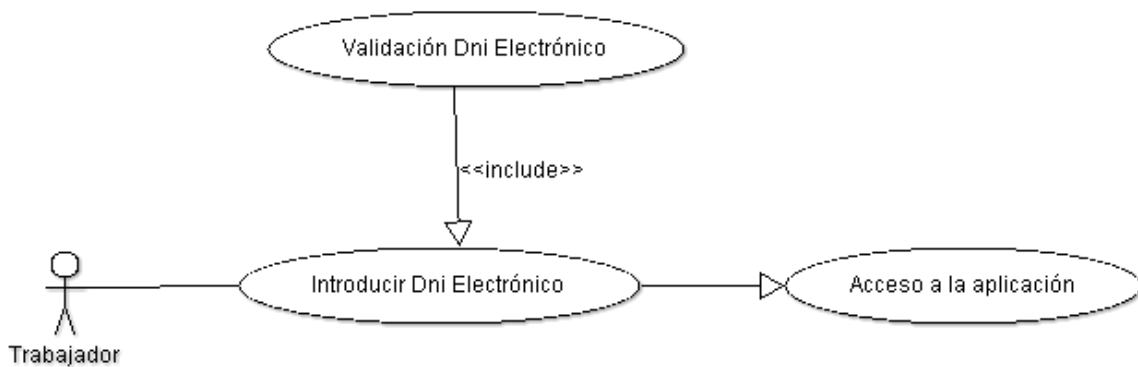 Validación Dni Electrónico
<<include>>
Introducir Dni Electrónico
Acceso a la aplicación
Trabajador